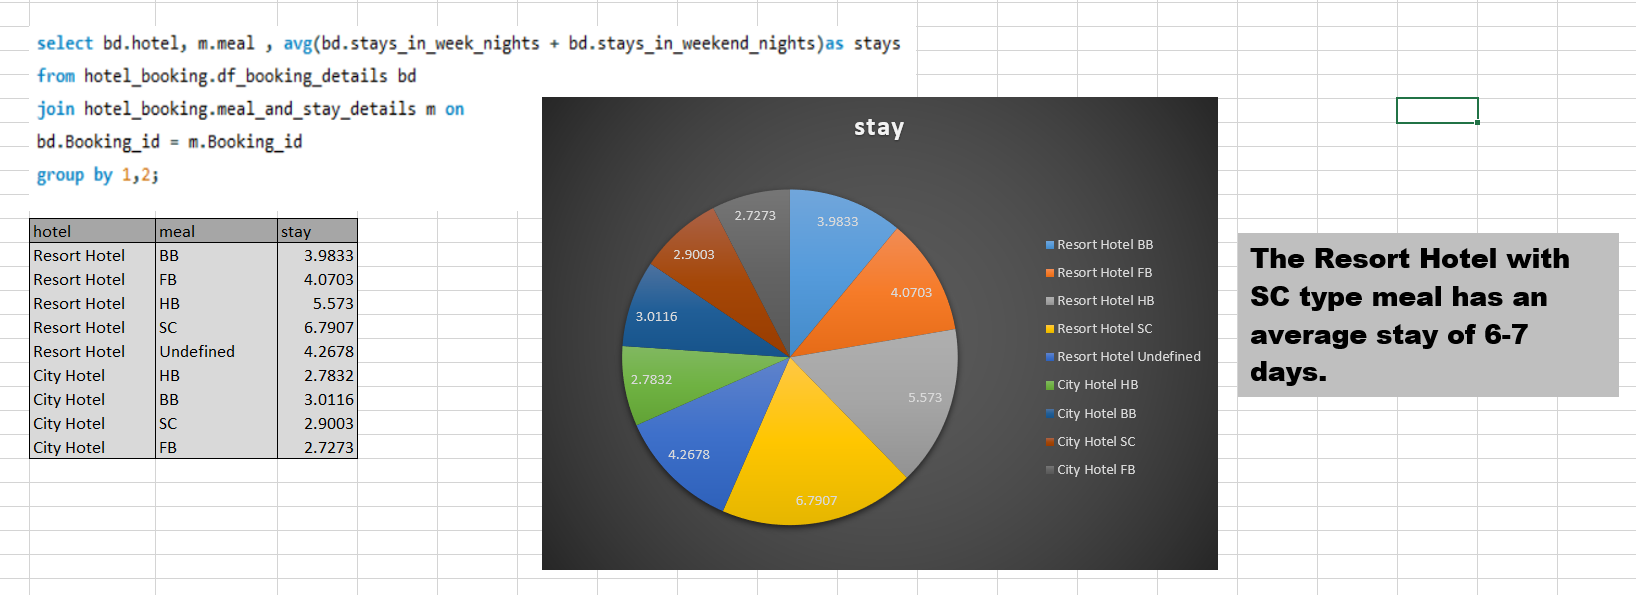 select bd.hotel, m.meal , avg(bd.stays_in_week_nights + bd.stays_in_weekend_nights)as stays
from hotel_booking.df_booking_details bd
join hotel_booking.meal_and_stay_details m on
bd.Booking_id = m.Booking_id
group by 1,2;
hotel meal stay
Resort Hotel BB 3.9833
Resort Hotel FB 4.0703
Resort Hotel HB 5.573
Resort Hotel SC 6.7907
Resort Hotel Undefined 4.2678
City Hotel HB 2.7832
City Hotel BB 3.0116
City Hotel SC 2.9003
City Hotel FB 2.7273
stay
3.9833
4.0703
5.573
6.7907
4.2678
2.7832
3.0116
2.9003
2.7273
Resort Hotel BB
Resort Hotel FB
Resort Hotel HB
Resort Hotel SC
Resort Hotel Undefined
City Hotel HB
City Hotel BB
City Hotel SC
City Hotel FB
The Resort Hotel with
SC type meal has an
average stay of 6-7
days.